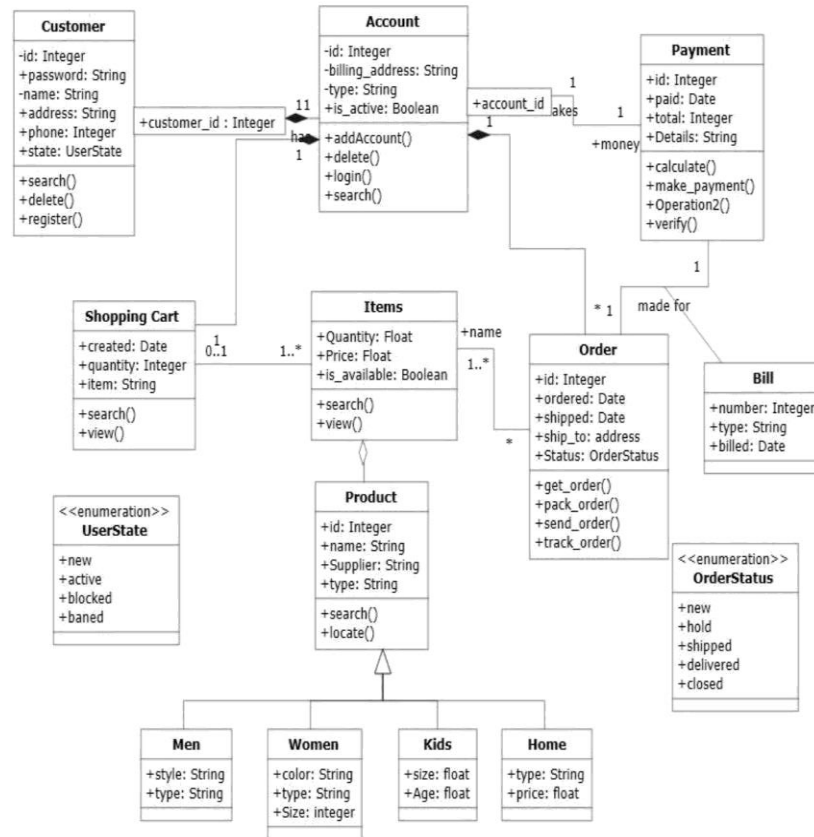 Customer
-id: Integer
+password: String
-name: String
+address: String
+phone: Integer
+state: UserState
+search()
+delete()
+register()
+customer_id : Integer
11
Account
-id: Integer
-billing_address: String
-type: String
+is_active: Boolean
+addAccount()
+delete()
+login()
+search()
1
+account_id
1
akes
1
1
+money
Payment
+id: Integer
+paid: Date
+total: Integer
+Details: String
+calculate()
+make_payment()
+Operation2()
+verify()
1
made for
* 1
Shopping Cart
+created: Date
+quantity: Integer
+item: String
+search()
+view()
1
0..1
1..*
Items
+Quantity: Float
+Price: Float
+is_available: Boolean
+search()
+view()
+name
1..*
*
Order
+id: Integer
+ordered: Date
+shipped: Date
+ship_to: address
+Status: OrderStatus
+get_order()
+pack_order()
+send_order()
+track_order()
Bill
+number: Integer
+type: String
+billed: Date
<<enumeration>>
UserState
+new
+active
+blocked
+baned
Product
+id: Integer
+name: String
+Supplier: String
+type: String
+search()
+locate()
<<enumeration>>
OrderStatus
+new
+hold
+shipped
+delivered
+closed
Men
+style: String
+type: String
Women
+color: String
+type: String
+Size: integer
Kids
+size: float
+Age: float
Home
+type: String
+price: float